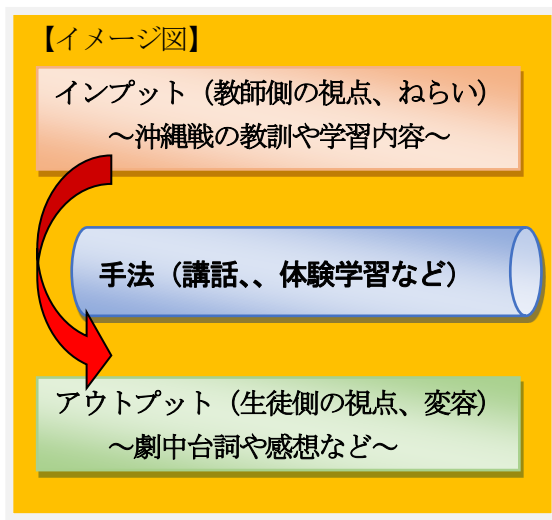 【イメージ図】
インプット（教師側の視点、ねらい）
～沖縄戦の教訓や学習内容～
手法（講話、、体験学習など）
アウトプット（生徒側の視点、変容）
～劇中台詞や感想など～